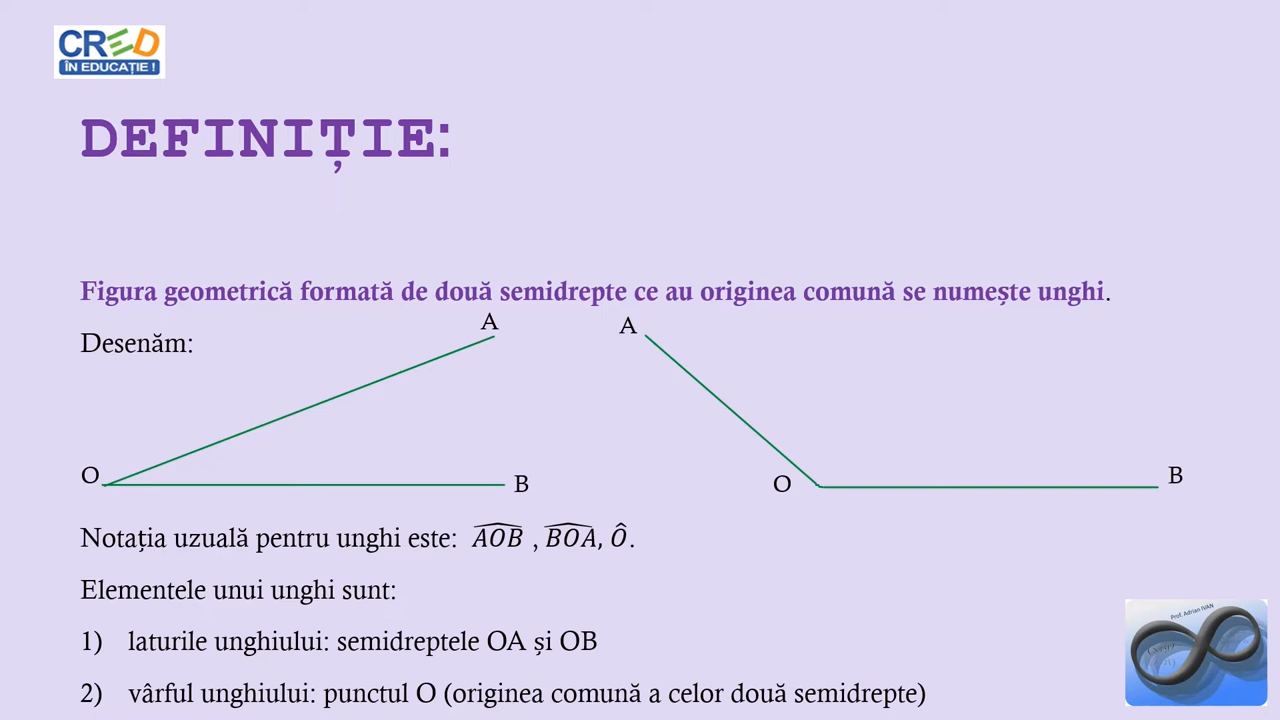 CRED
ÎN EDUCAȚIE !
DEFINIȚIE:
Figura geometrică formată de două semidrepte ce au originea comună se numește unghi.
A
A
Desenăm:
O
B
O
B
Notația uzuală pentru unghi este: \widehat{AOB} , \widehat{BOA}, Ô.
Elementele unui unghi sunt:
1) laturile unghiului: semidreptele OA și OB
2) vârful unghiului: punctul O (originea comună a celor două semidrepte)
Prof. Adrian IVAN